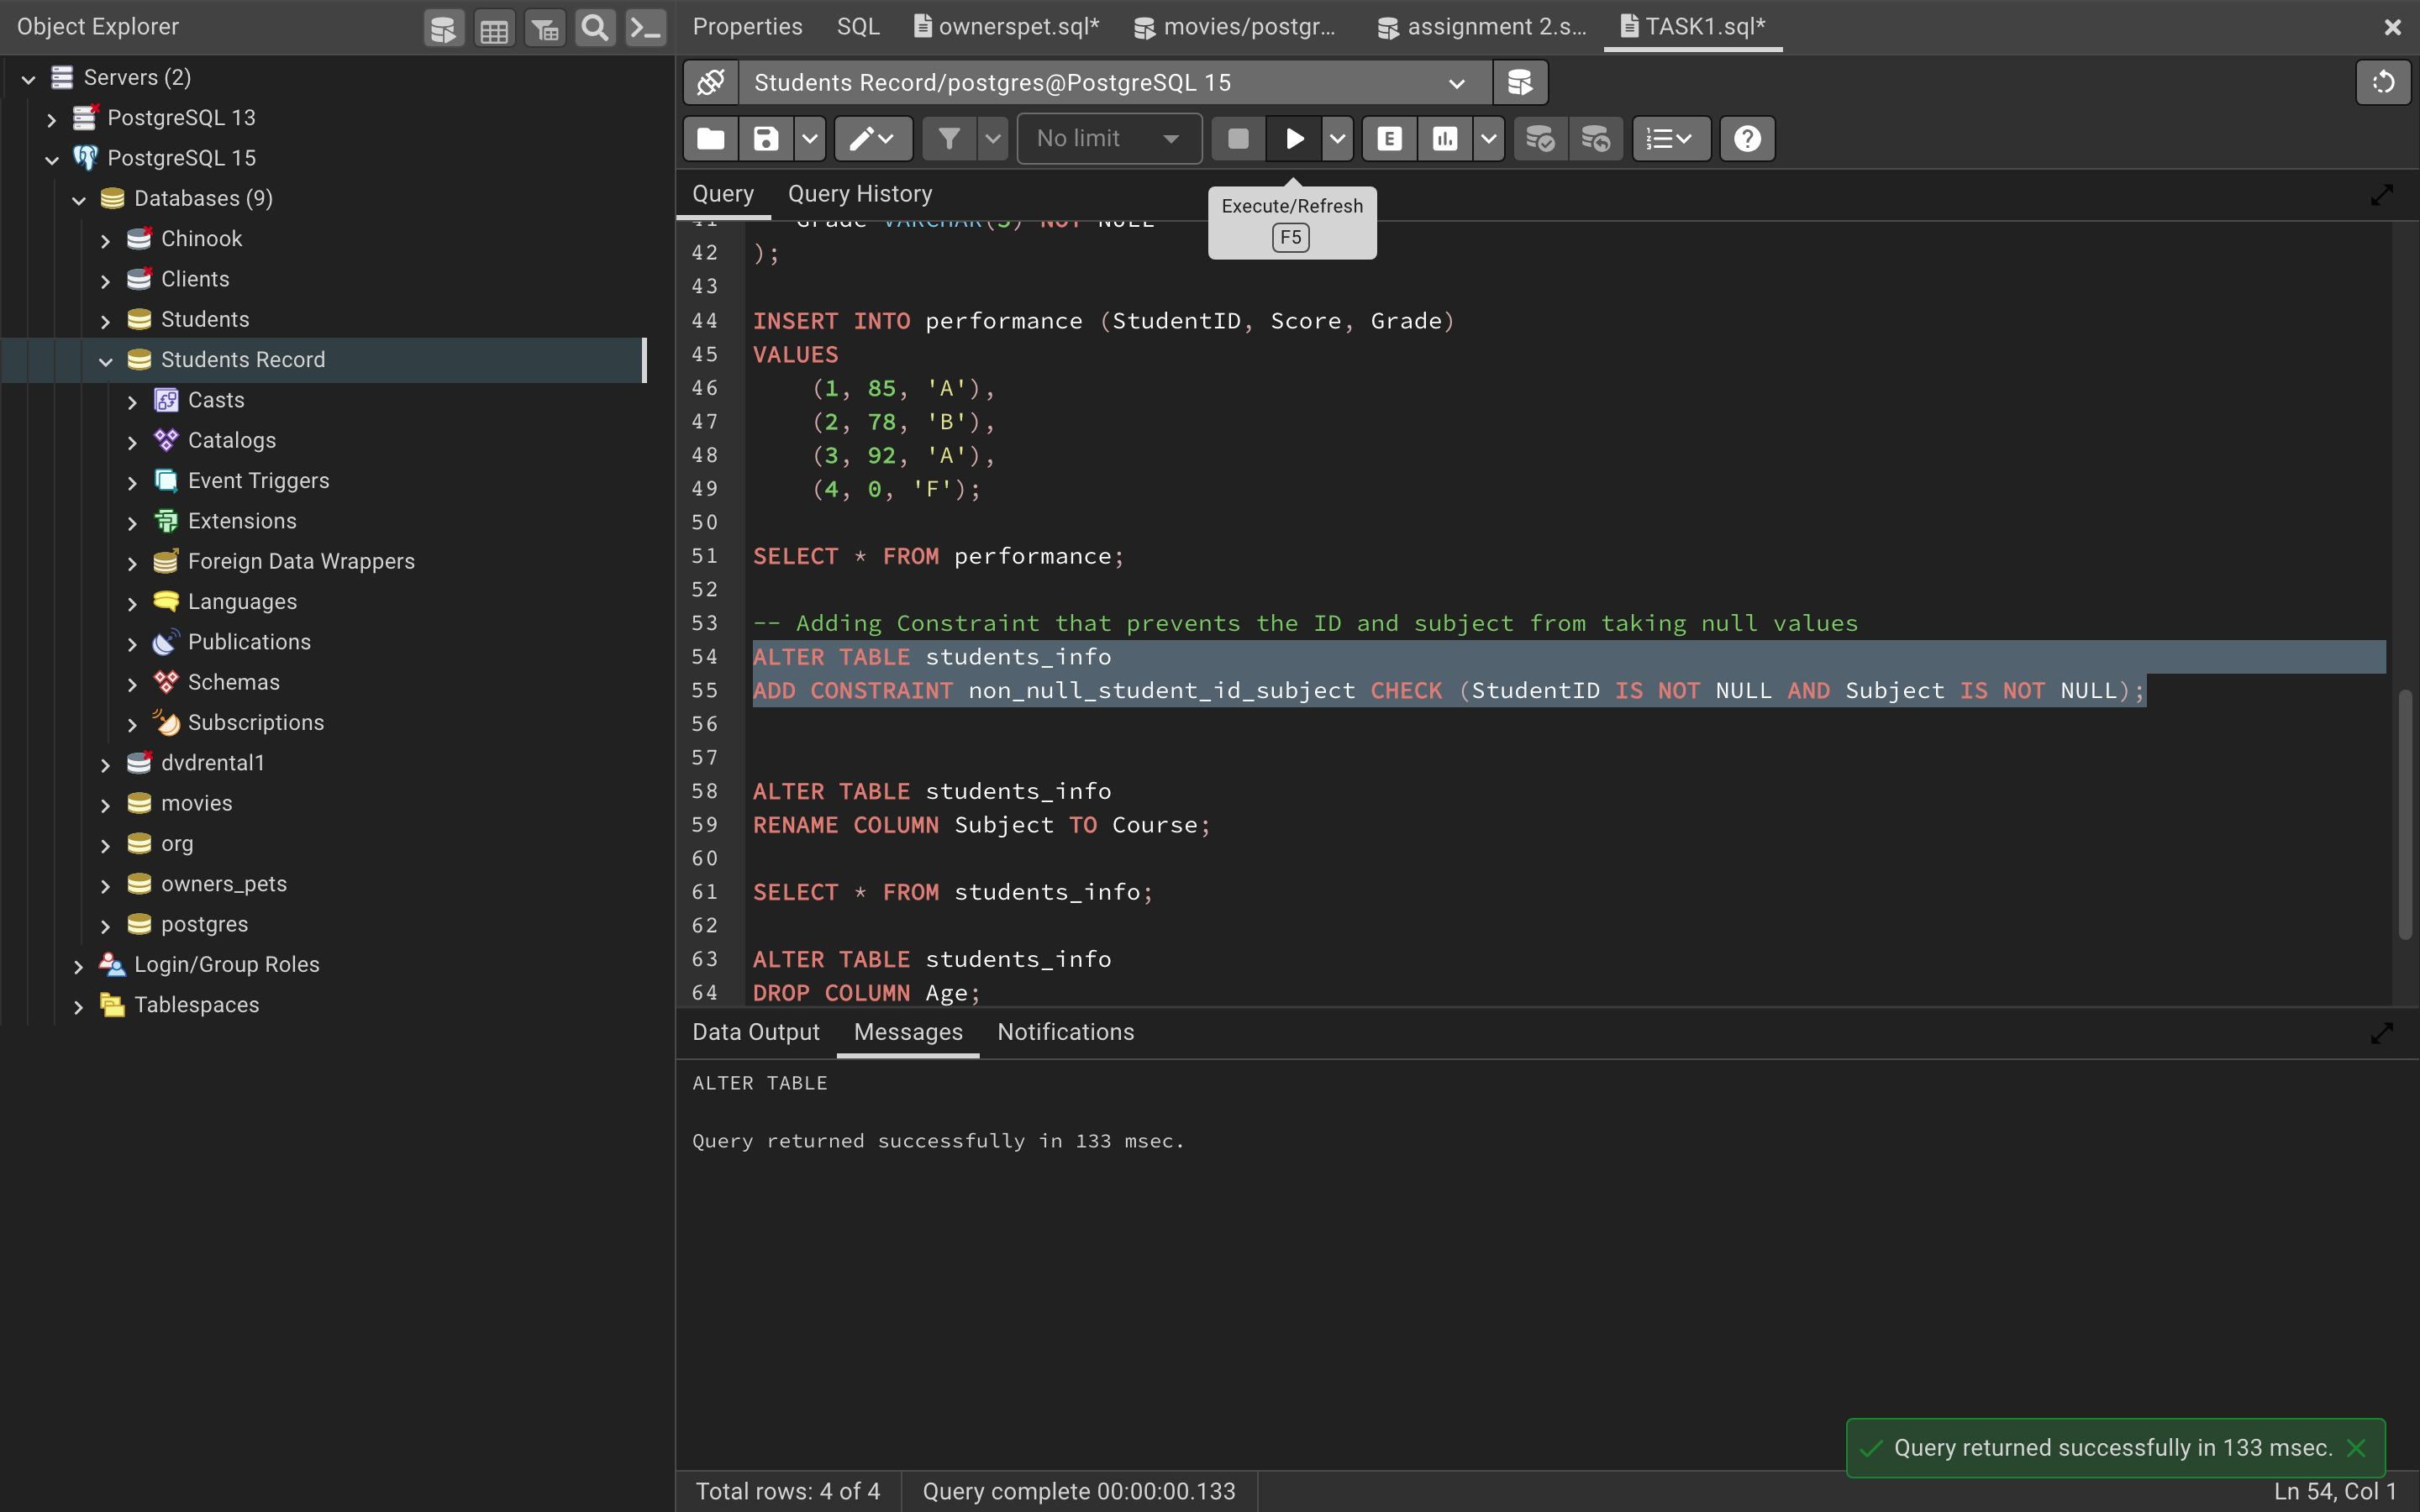 Object Explorer
Servers (2)
PostgreSQL 13
PostgreSQL 15
Databases (9)
Chinook
Clients
Students
Students Record
Casts
Catalogs
Event Triggers
Extensions
Foreign Data Wrappers
Languages
Publications
Schemas
Subscriptions
dvdrental1
movies
org
owners_pets
postgres
Login/Group Roles
Tablespaces
Properties SQL ownerspet.sql* movies/postgr... assignment 2.s... TASK1.sql*
Students Record/postgres@PostgreSQL 15
No limit E
Query Query History
Execute/Refresh
F5
41 Grade VARCHAR(5) NOT NULL
42 );
43
44 INSERT INTO performance (StudentID, Score, Grade)
45 VALUES
46 (1, 85, 'A'),
47 (2, 78, 'B'),
48 (3, 92, 'A'),
49 (4, 0, 'F');
50
51 SELECT * FROM performance;
52
53 -- Adding Constraint that prevents the ID and subject from taking null values
54 ALTER TABLE students_info
55 ADD CONSTRAINT non_null_student_id_subject CHECK (StudentID IS NOT NULL AND Subject IS NOT NULL);
56
57
58 ALTER TABLE students_info
59 RENAME COLUMN Subject TO Course;
60
61 SELECT * FROM students_info;
62
63 ALTER TABLE students_info
64 DROP COLUMN Age;
Data Output Messages Notifications
ALTER TABLE
Query returned successfully in 133 msec.
Query returned successfully in 133 msec.
Total rows: 4 of 4 Query complete 00:00:00.133 Ln 54, Col 1